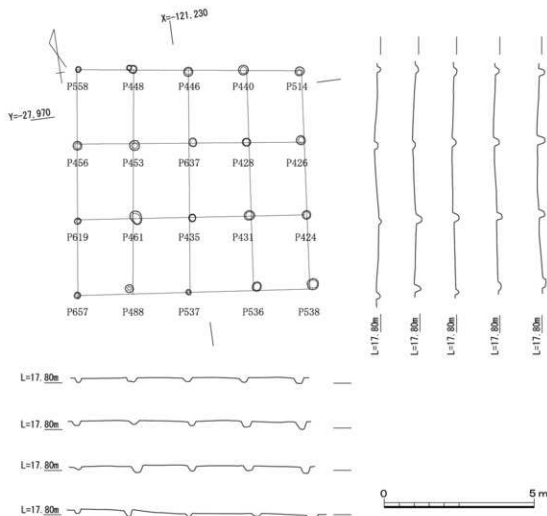 X=-121.230
P558 P448 P446 P440 P514
Y=-27.970
P456 P453 P637 P428 P426
P619 P461 P435 P431 P424
P657 P488 P537 P536 P538
L=17.80m
L=17.80m
L=17.80m
L=17.80m
L=17.80m
L=17.80m
L=17.80m
L=17.80m
L=17.80m
0 5m